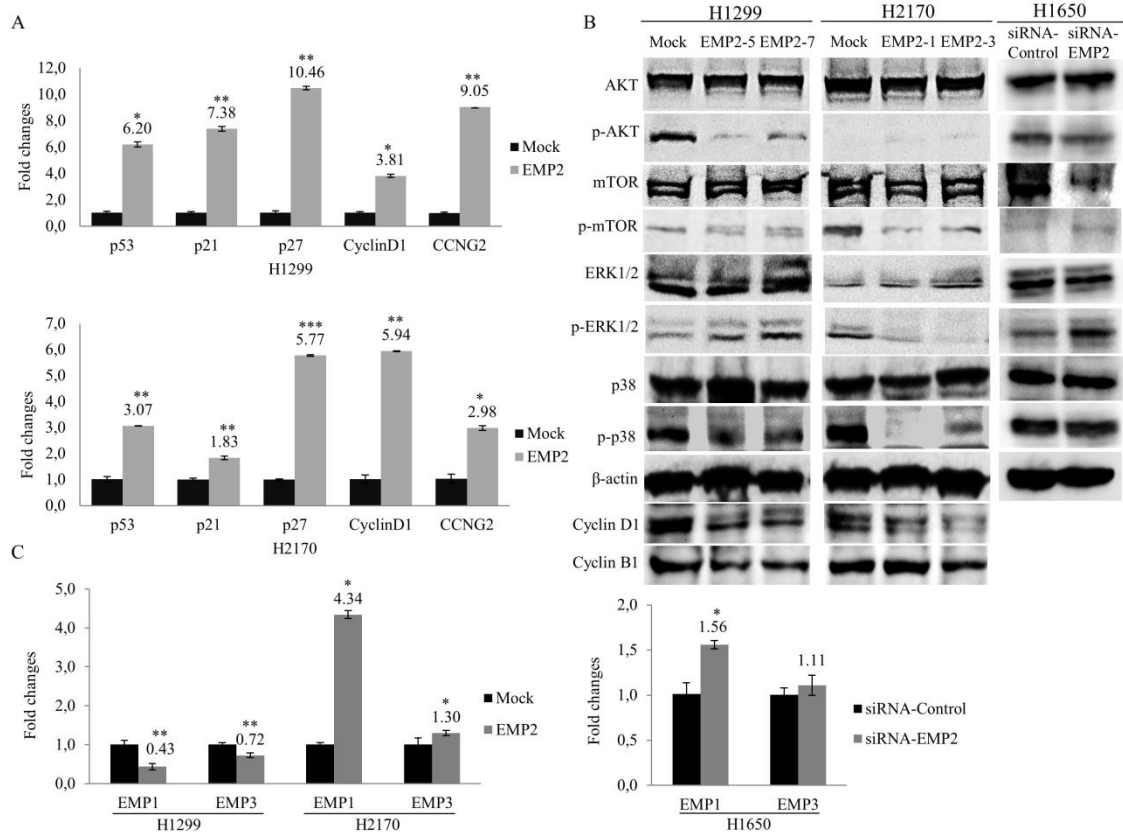 A
12,0
10,0
8,0
6,0
4,0
2,0
0,0
Fold changes
*
6.20
**
7.38
**
10.46
*
3.81
**
9.05
Mock
EMP2
p53 p21 p27 CyclinD1 CCNG2
H1299
7,0
6,0
5,0
4,0
3,0
2,0
1,0
0,0
Fold changes
**
3.07
**
1.83
***
5.77
**
5.94
*
2.98
Mock
EMP2
p53 p21 p27 CyclinD1 CCNG2
H2170
B
H1299 H2170 H1650
Mock EMP2-5 EMP2-7 Mock EMP2-1 EMP2-3 siRNA-Control siRNA-EMP2
AKT
p-AKT
mTOR
p-mTOR
ERK1/2
p-ERK1/2
p38
p-p38
β-actin
Cyclin D1
Cyclin B1
C
5,0
4,0
3,0
2,0
1,0
0,0
Fold changes
**
0.43
**
0.72
*
4.34
*
1.30
Mock
EMP2
EMP1 EMP3 EMP1 EMP3
H1299 H2170
2,0
1,5
1,0
0,5
0,0
Fold changes
*
1.56
1.11
siRNA-Control
siRNA-EMP2
EMP1 EMP3
H1650